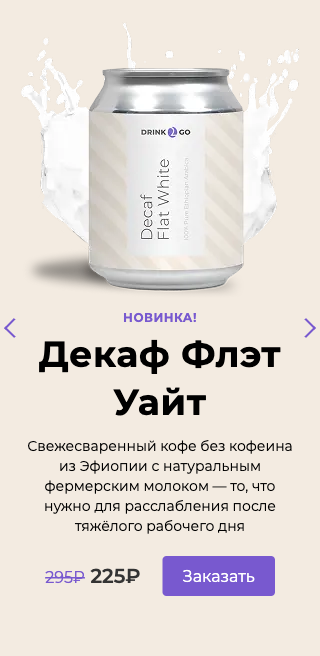 DRINK 2 GO
Decaf
Flat White
100% Pure Ethiopian Arabica
НОВИНКА!
Декаф Флэт
Уайт
Свежесваренный кофе без кофеина
из Эфиопии с натуральным
фермерским молоком — то, что
нужно для расслабления после
тяжёлого рабочего дня
295₽ 225₽
Заказать